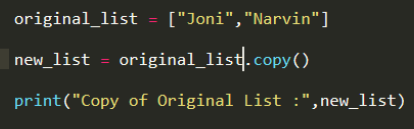 original_list = ["Joni","Narvin"]
new_list = original_list.copy()
print("Copy of Original List :",new_list)